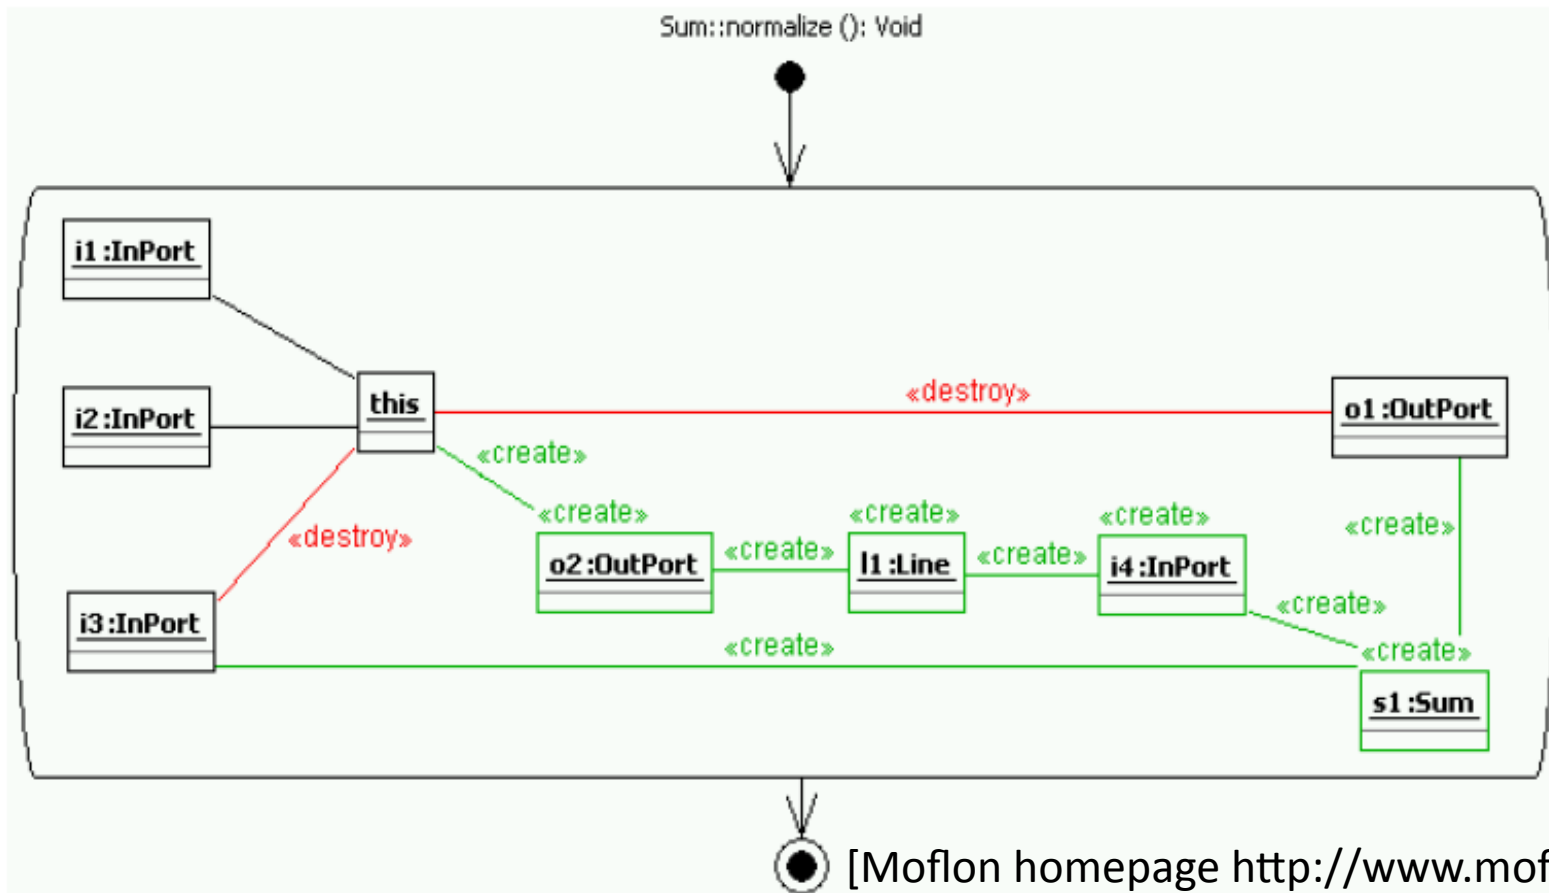 Sum::normalize (): Void
i1 :InPort
i2 :InPort
this
«destroy»
o1 :OutPort
«create»
«create»
«create»
«create»
«create»
«destroy»
«create»
«create»
o2 :OutPort
l1 :Line
i4 :InPort
«create»
i3 :InPort
«create»
«create»
s1 :Sum
[Moflon homepage http://www.mof